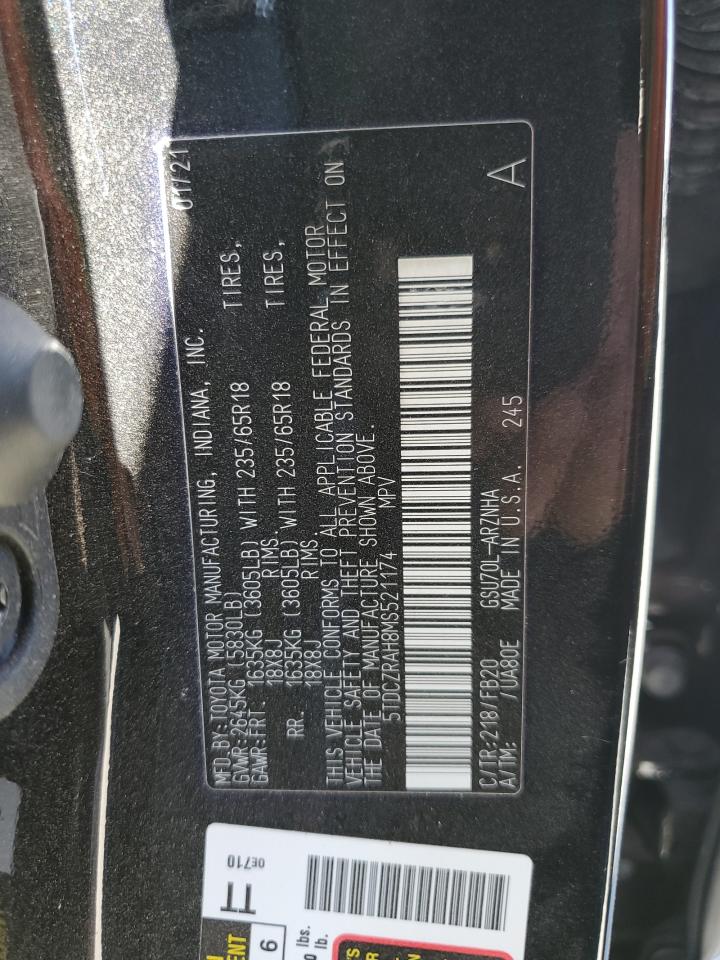 MFD.BY:TOYOTA MOTOR MANUFACTURING, INDIANA, INC. 01/21
GVWR:2645KG (5830LB)
GAWR:FRT. 1635KG (3605LB) WITH 235/65R18 TIRES,
18X8J RIMS.
RR. 1635KG (3605LB) WITH 235/65R18 TIRES,
18X8J RIMS.
THIS VEHICLE CONFORMS TO ALL APPLICABLE FEDERAL MOTOR
VEHICLE SAFETY AND THEFT PREVENTION STANDARDS IN EFFECT ON
THE DATE OF MANUFACTURE SHOWN ABOVE.
5TDCZRAH8MS521174 MPV
C/TR:218/FB20 GSU70L-ARZNHA
A/TM: /UA80E MADE IN U.S.A. 245 A
0E710
H
6
lbs.
lb.